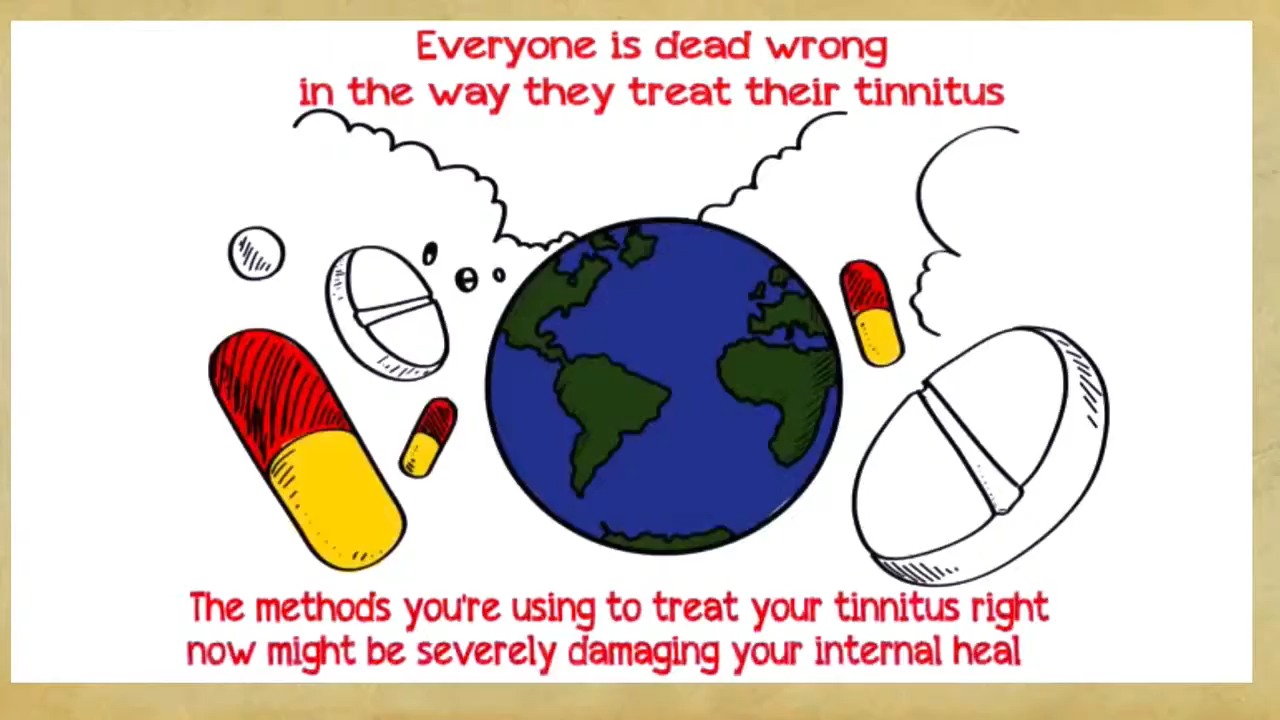 Everyone is dead wrong
in the way they treat their tinnitus
The methods you're using to treat your tinnitus right
now might be severely damaging your internal heal